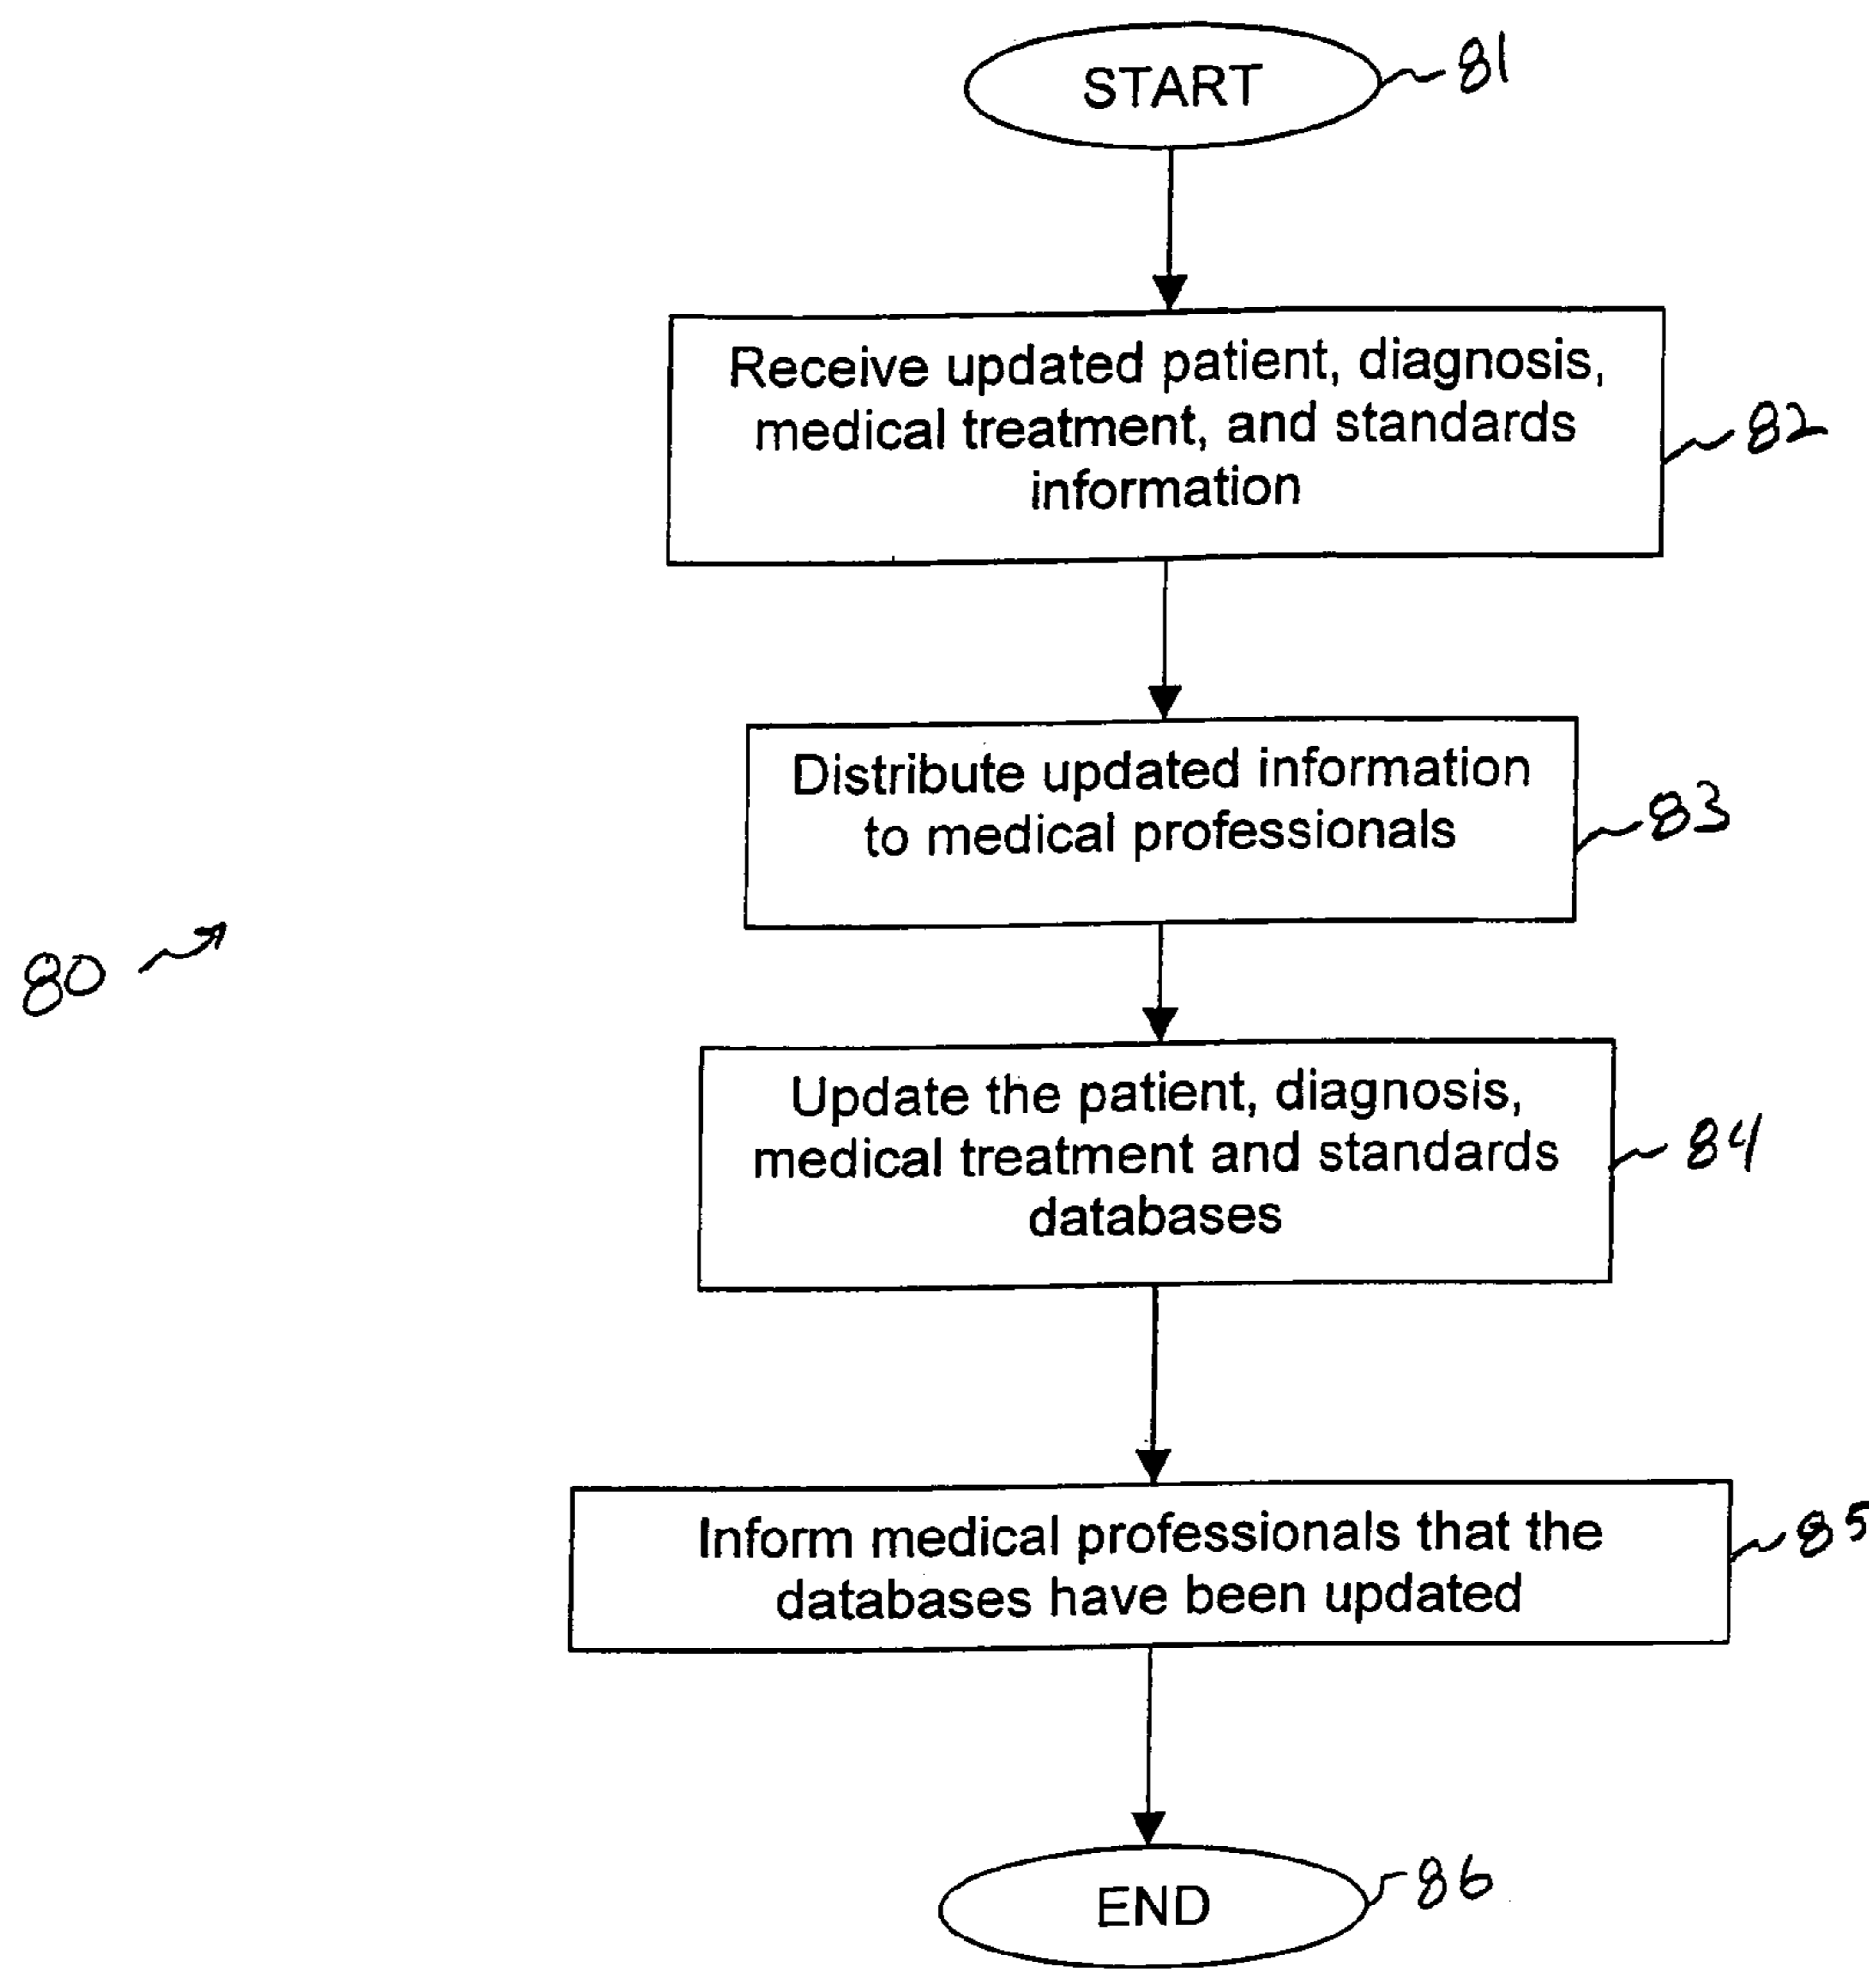 START
81
Receive updated patient, diagnosis,
medical treatment, and standards
information
82
Distribute updated information
to medical professionals
83
80
Update the patient, diagnosis,
medical treatment and standards
databases
84
Inform medical professionals that the
databases have been updated
85
END
86